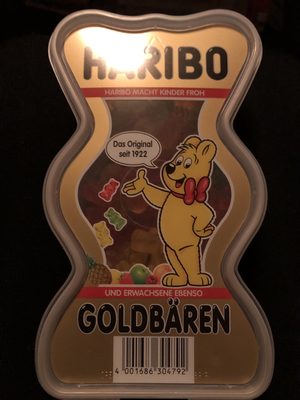 HARIBO
HARIBO MACHT KINDER FROH
Das Original
seit 1922
UND ERWACHSENE EBENSO
GOLDBÄREN
4 001686 304792